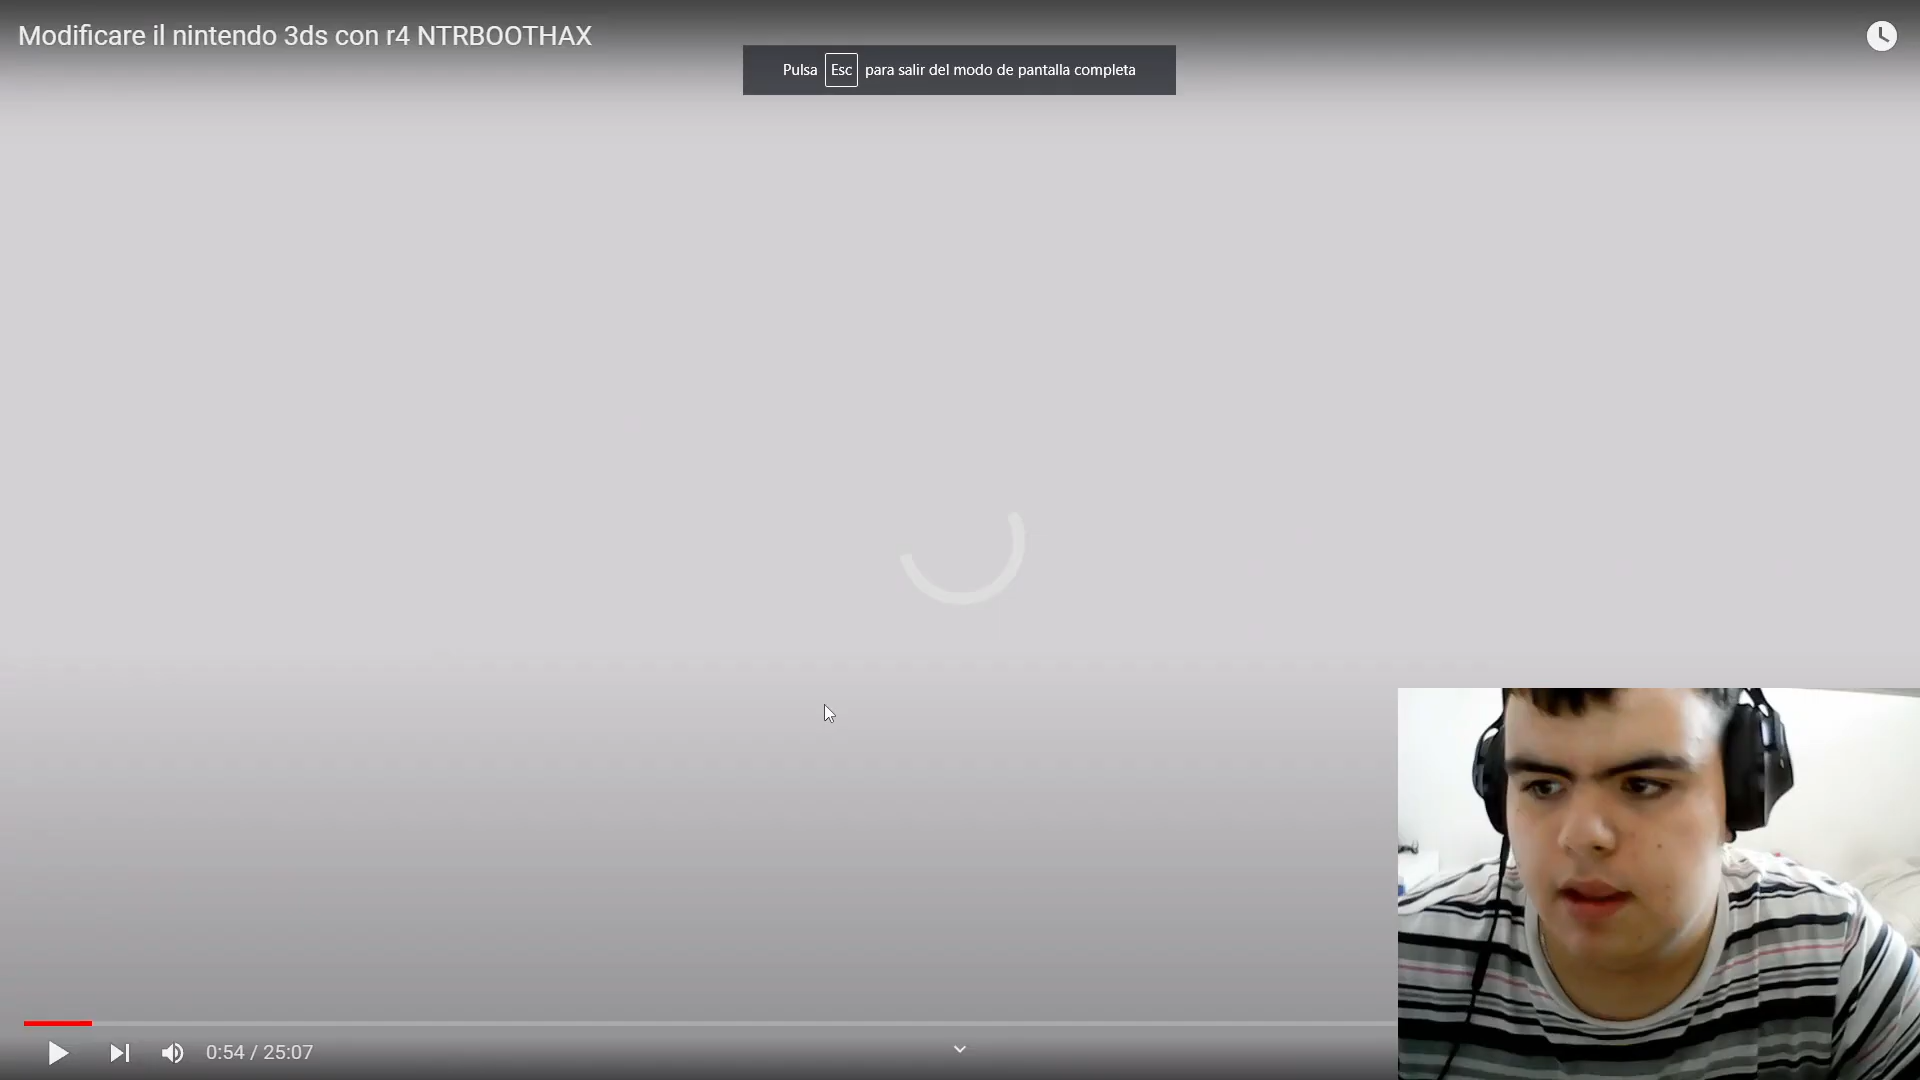 Modificare il nintendo 3ds con r4 NTRBOOTHAX
Pulsa Esc para salir del modo de pantalla completa
0:54 / 25:07